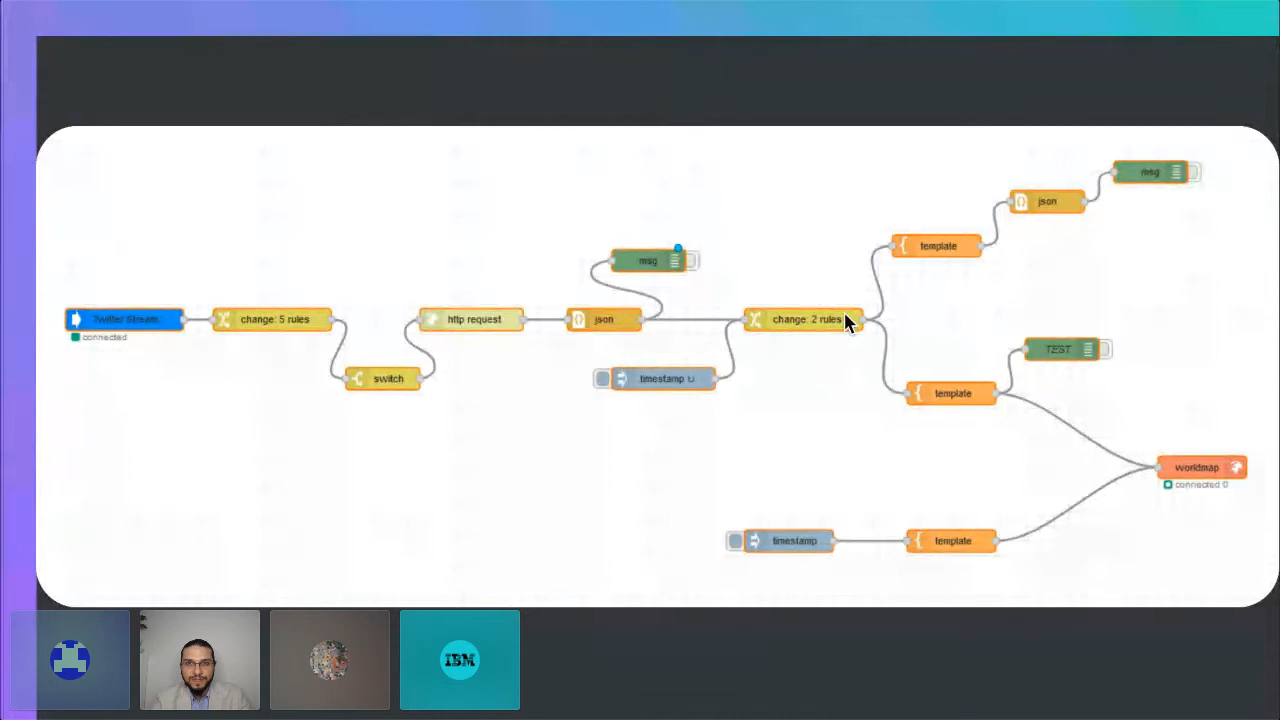 msg
json
template
msg
Twitter Stream
connected
change: 5 rules
http request
json
change: 2 rules
TEST
switch
timestamp ↻
template
worldmap
connected 0
timestamp
template
IBM